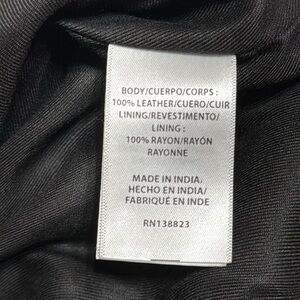 BODY/CUERPO/CORPS :
100% LEATHER/CUERO/CUIR
LINING/REVESTIMENTO/
LINING :
100% RAYON/RAYÓN
RAYONNE
MADE IN INDIA/
HECHO EN INDIA/
FABRIQUÉ EN INDE
RN138823